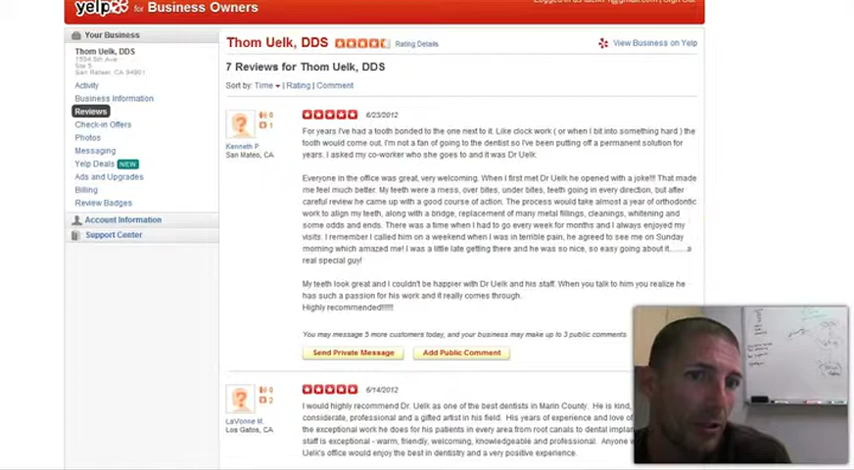 yelp for Business Owners
Your Business
Thom Uelk, DDS
San Rafael, CA 94901
Activity
Business Information
Reviews
Check-in Offers
Photos
Messaging
Yelp Deals NEW
Ads and Upgrades
Billing
Review Badges
Account Information
Support Center
Thom Uelk, DDS Rating Details
View Business on Yelp
7 Reviews for Thom Uelk, DDS
Sort by: Time | Rating | Comment
0
1
Kenneth P
San Mateo, CA
6/23/2012
For years I've had a tooth bonded to the one next to it. Like clock work ( or when I bit into something hard ) the
tooth would come out. I'm not a fan of going to the dentist so I've been putting off a permanent solution for
years. I asked my co-worker who she goes to and it was Dr Uelk.
Everyone in the office was great, very welcoming. When I first met Dr Uelk he opened with a joke!!! That made
me feel much better. My teeth were a mess, over bites, under bites, teeth going in every direction, but after
careful review he came up with a good course of action. The process would take almost a year of orthodontic
work to align my teeth, along with a bridge, replacement of many metal fillings, cleanings, whitening and
some odds and ends. There was a time when I had to go every week for months and I always enjoyed my
visits. I remember I called him on a weekend when I was in terrible pain, he agreed to see me on Sunday
morning which amazed me! I was a little late getting there and he was so nice, so easy going about it........a
real special guy!
My teeth look great and I couldn't be happier with Dr Uelk and his staff. When you talk to him you realize he
has such a passion for his work and it really comes through.
Highly recommended!!!!!!
You may message 5 more customers today, and your business may make up to 3 public comments
Send Private Message
Add Public Comment
0
2
LaVonne M.
Los Gatos, CA
6/14/2012
I would highly recommend Dr. Uelk as one of the best dentists in Marin County. He is kind,
considerate, professional and a gifted artist in his field. His years of experience and love of
the exceptional work he does for his patients in every area from root canals to dental
staff is exceptional - warm, friendly, welcoming, knowledgeable and professional.
Uelk's office would enjoy the best in dentistry and a very positive experience.